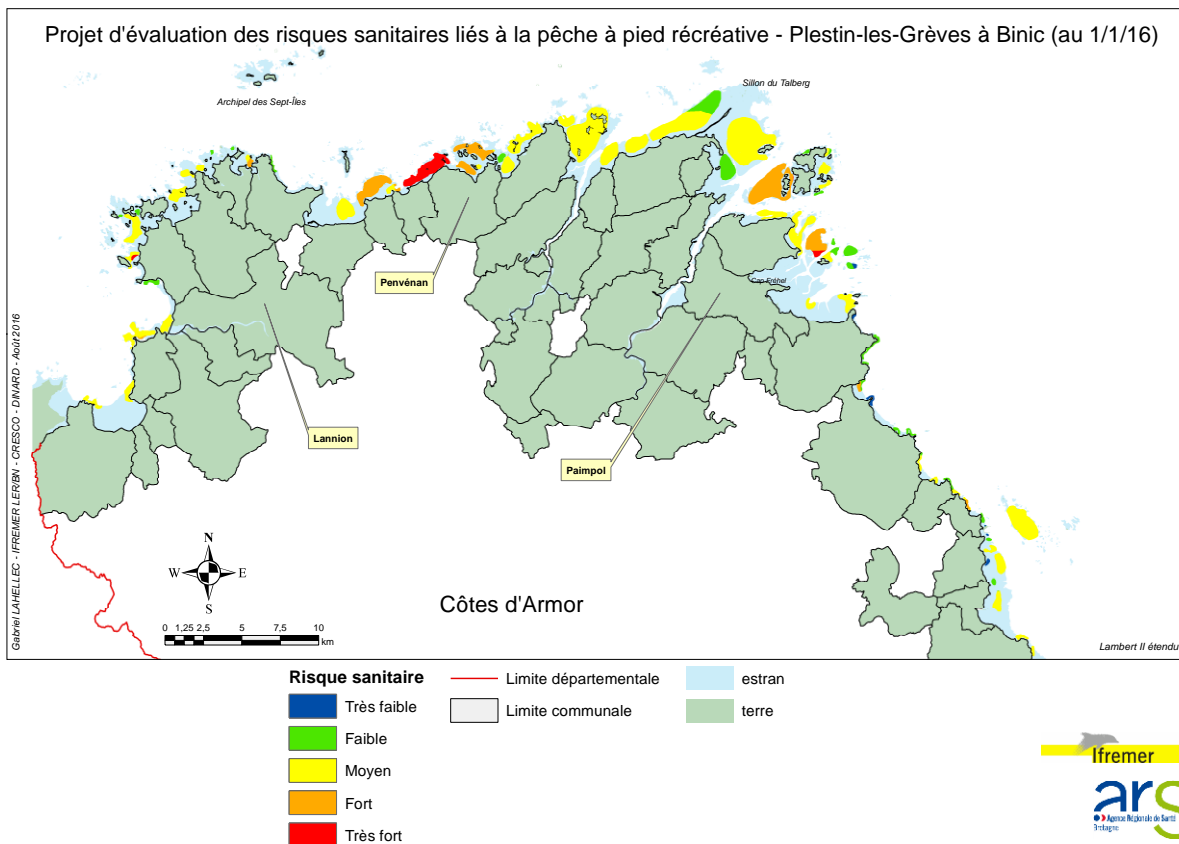 Projet d'évaluation des risques sanitaires liés à la pêche à pied récréative - Plestin-les-Grèves à Binic (au 1/1/16)
Sillon du Talberg
Archipel des Sept-Îles
Penvénan
Cap Fréhel
Lannion
Paimpol
Gabriel LAHELLEC - IFREMER LER/BN - CRESCO - DINARD - Août 2016
N
W E
S
Côtes d'Armor
0 1,25 2,5 5 7,5 10
km
Lambert II étendu
Risque sanitaire
Très faible
Faible
Moyen
Fort
Très fort
Limite départementale
Limite communale
estran
terre
Ifremer
ars
Agence Régionale de Santé
Bretagne